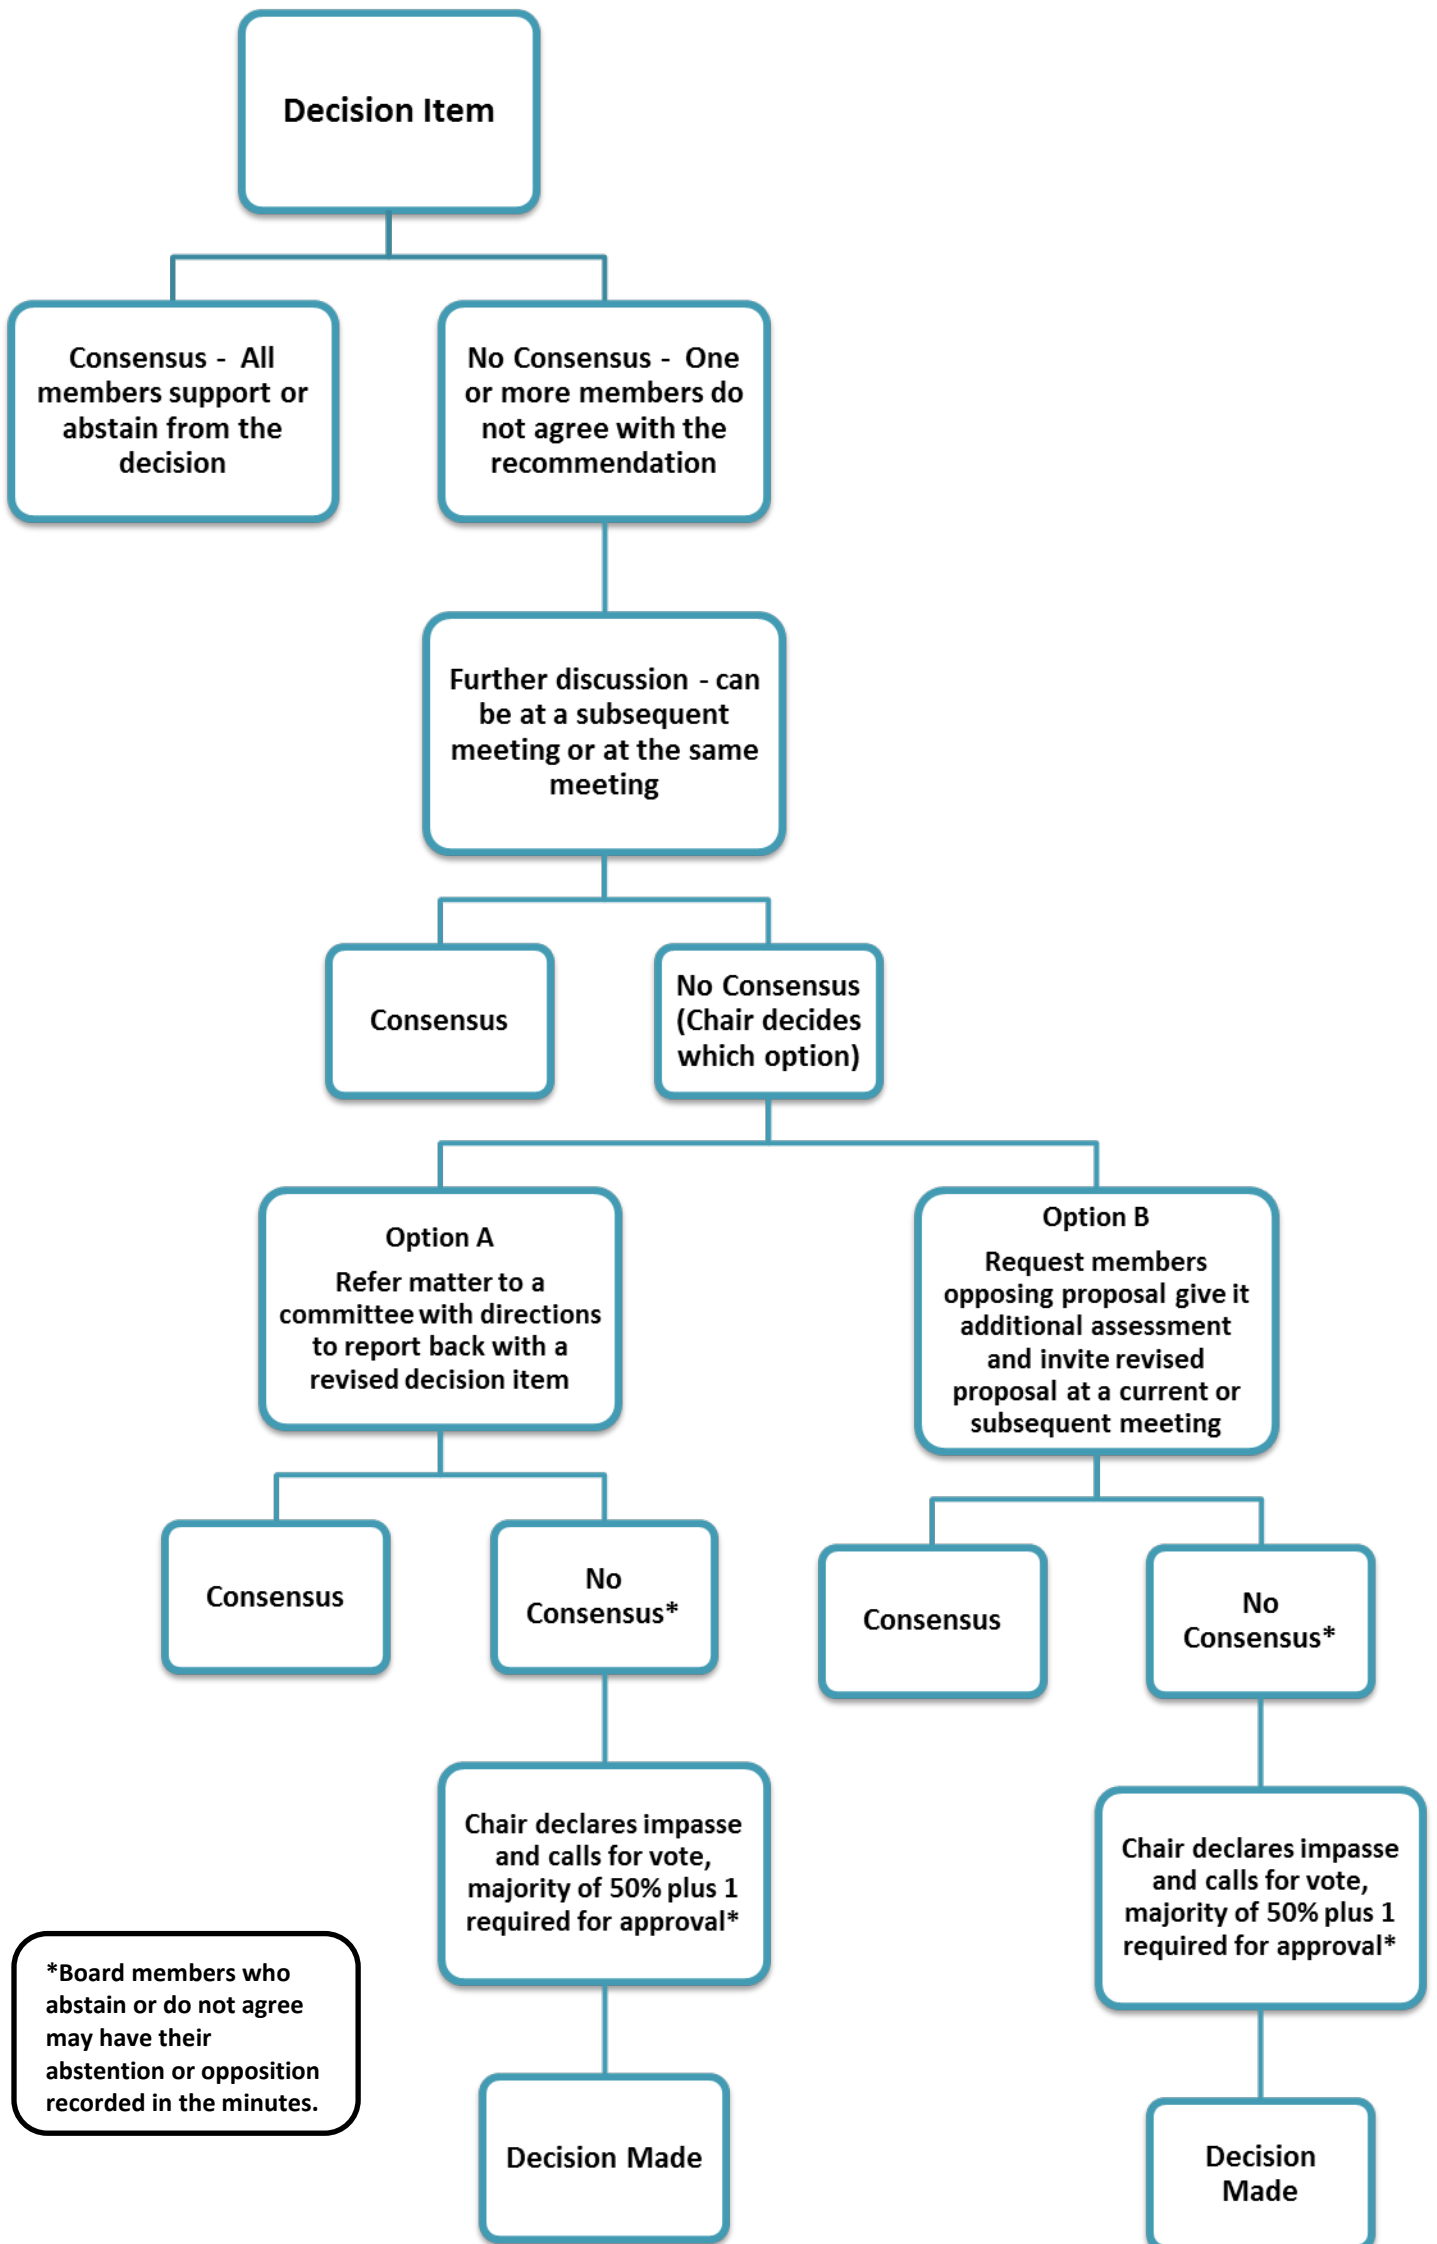 Decision Item
Consensus - All
members support or
abstain from the
decision
No Consensus - One
or more members do
not agree with the
recommendation
Further discussion - can
be at a subsequent
meeting or at the same
meeting
Consensus
No Consensus
(Chair decides
which option)
Option A
Refer matter to a
committee with directions
to report back with a
revised decision item
Option B
Request members
opposing proposal give it
additional assessment
and invite revised
proposal at a current or
subsequent meeting
Consensus
No
Consensus*
Consensus
No
Consensus*
Chair declares impasse
and calls for vote,
majority of 50% plus 1
required for approval*
Chair declares impasse
and calls for vote,
majority of 50% plus 1
required for approval*
*Board members who
abstain or do not agree
may have their
abstention or opposition
recorded in the minutes.
Decision Made
Decision
Made